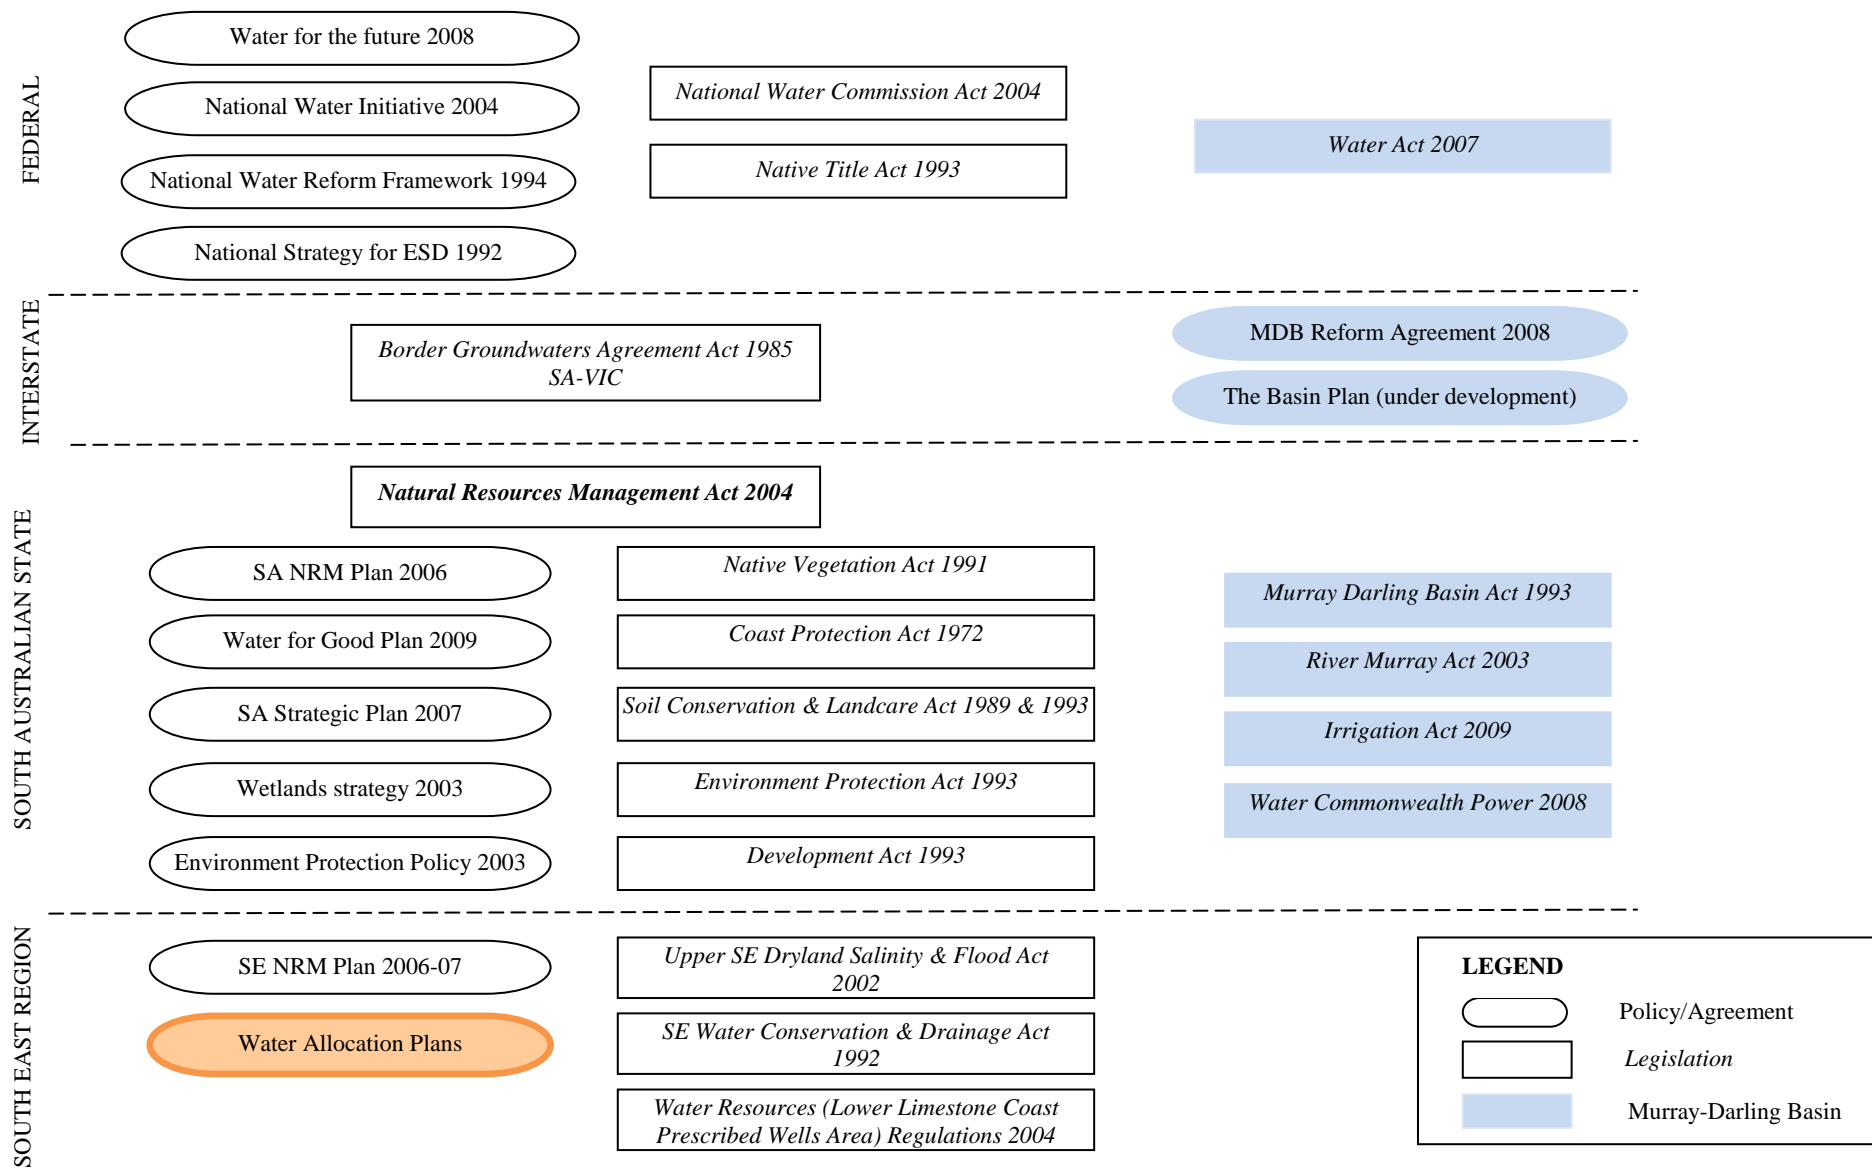 FEDERAL
Water for the future 2008
National Water Initiative 2004
National Water Reform Framework 1994
National Strategy for ESD 1992
National Water Commission Act 2004
Native Title Act 1993
Water Act 2007
INTERSTATE
Border Groundwaters Agreement Act 1985
SA-VIC
MDB Reform Agreement 2008
The Basin Plan (under development)
SOUTH AUSTRALIAN STATE
Natural Resources Management Act 2004
SA NRM Plan 2006
Water for Good Plan 2009
SA Strategic Plan 2007
Wetlands strategy 2003
Environment Protection Policy 2003
Native Vegetation Act 1991
Coast Protection Act 1972
Soil Conservation & Landcare Act 1989 & 1993
Environment Protection Act 1993
Development Act 1993
Murray Darling Basin Act 1993
River Murray Act 2003
Irrigation Act 2009
Water Commonwealth Power 2008
SOUTH EAST REGION
SE NRM Plan 2006-07
Water Allocation Plans
Upper SE Dryland Salinity & Flood Act
2002
SE Water Conservation & Drainage Act
1992
Water Resources (Lower Limestone Coast
Prescribed Wells Area) Regulations 2004
LEGEND
Policy/Agreement
Legislation
Murray-Darling Basin